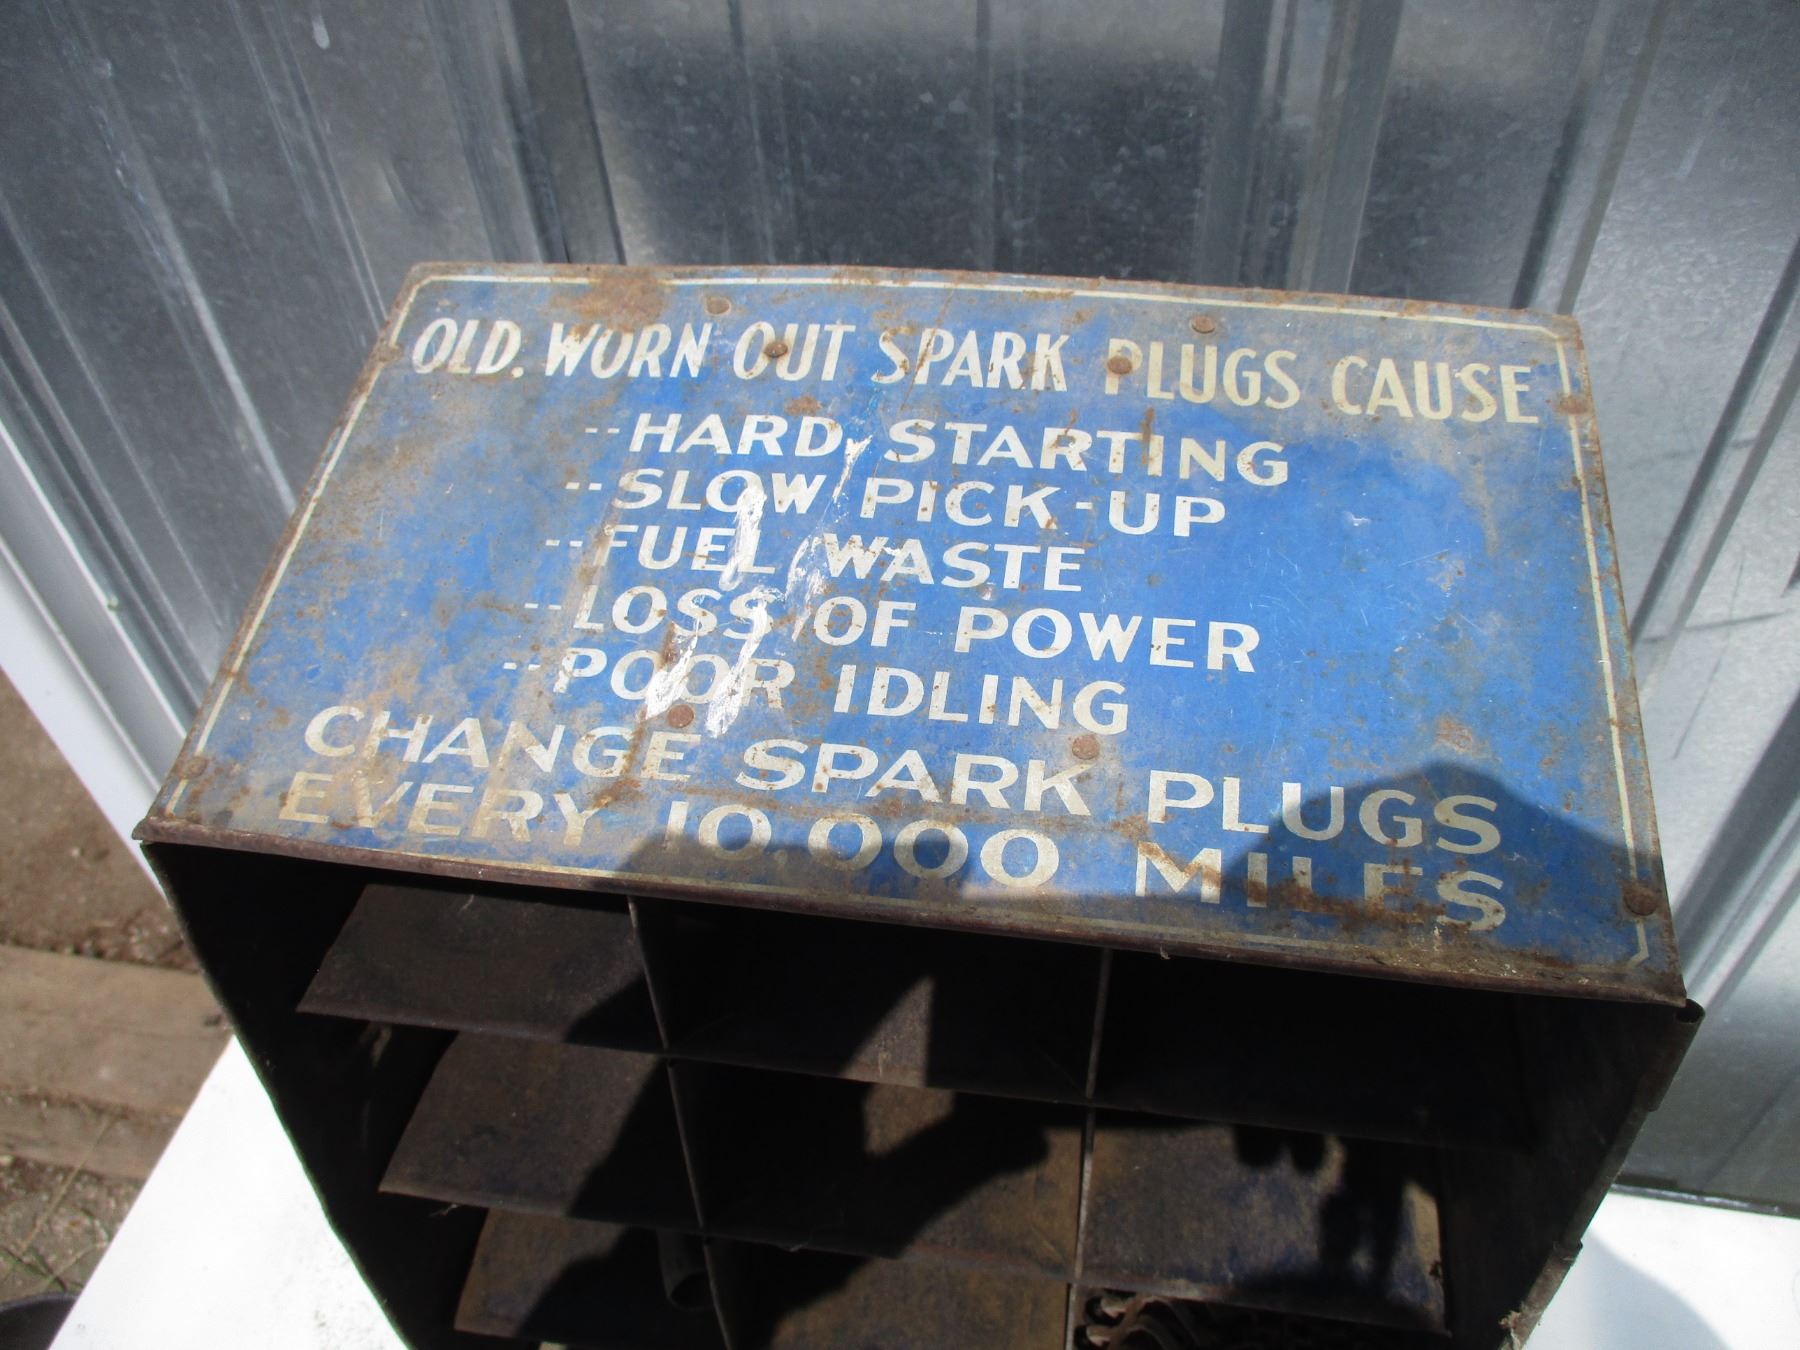 OLD. WORN OUT SPARK PLUGS CAUSE
--HARD STARTING
--SLOW PICK-UP
--FUEL WASTE
--LOSS OF POWER
--POOR IDLING
CHANGE SPARK PLUGS
EVERY 10.000 MILES